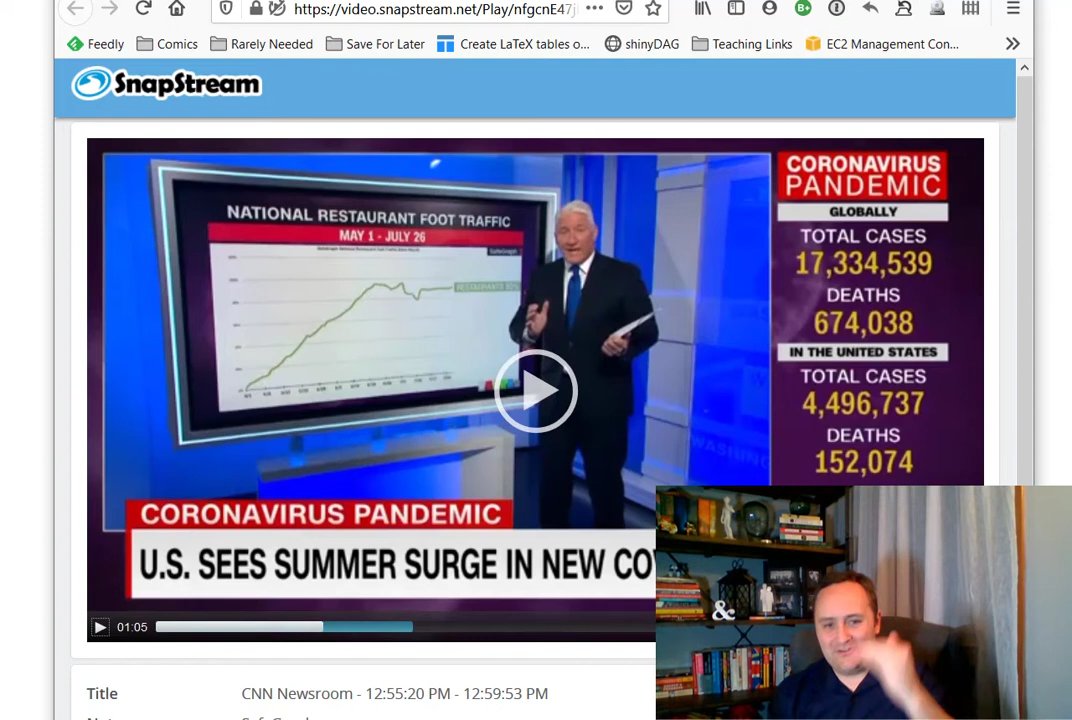 https://video.snapstream.net/Play/nfgcnE47j
Feedly
Comics
Rarely Needed
Save For Later
Create LaTeX tables o...
shinyDAG
Teaching Links
EC2 Management Con...
SnapStream
NATIONAL RESTAURANT FOOT TRAFFIC
MAY 1 - JULY 26
CORONAVIRUS
PANDEMIC
GLOBALLY
TOTAL CASES
17,334,539
DEATHS
674,038
IN THE UNITED STATES
TOTAL CASES
4,496,737
DEATHS
152,074
CORONAVIRUS PANDEMIC
U.S. SEES SUMMER SURGE IN NEW CO
&
01:05
Title
CNN Newsroom - 12:55:20 PM - 12:59:53 PM